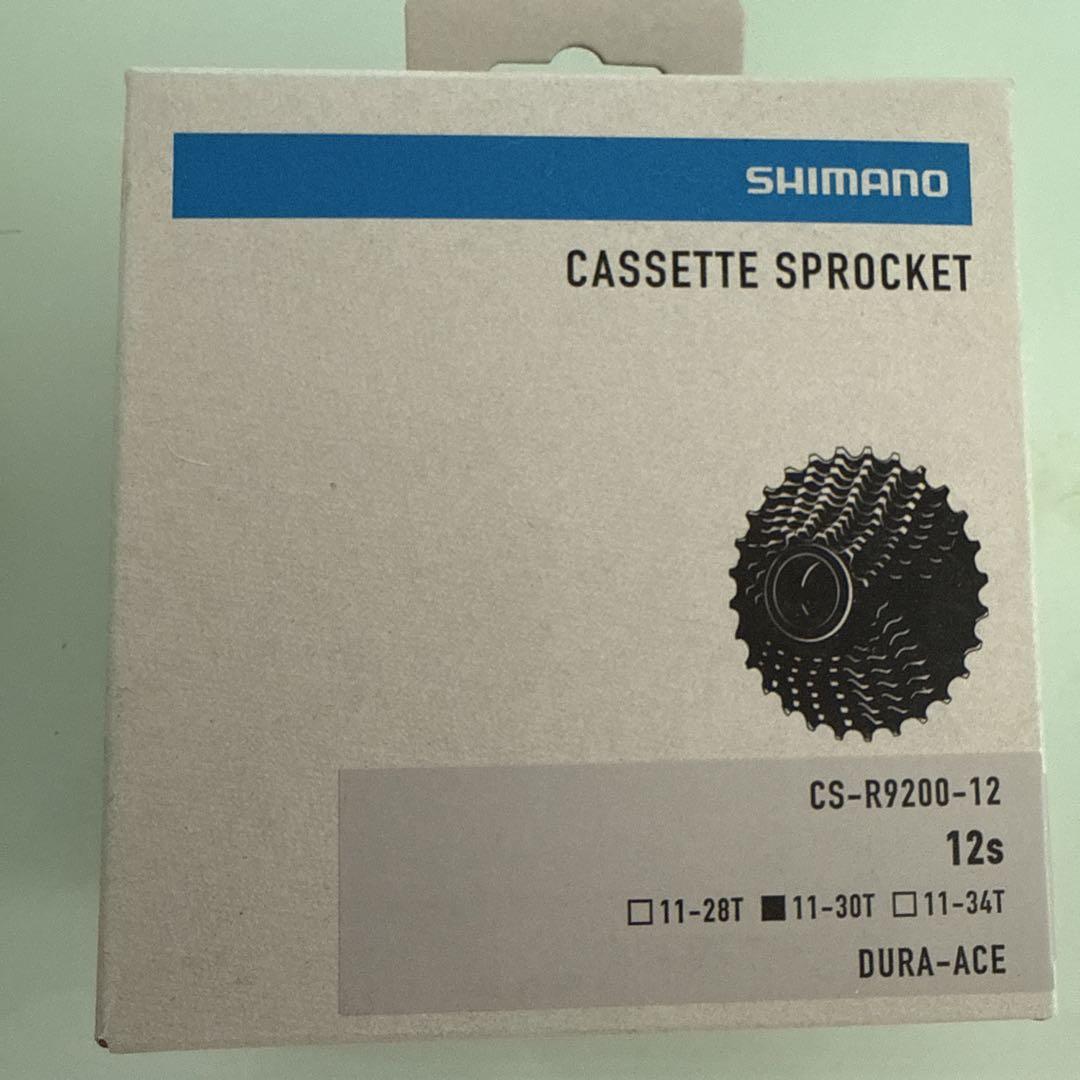 SHIMANO
CASSETTE SPROCKET
CS-R9200-12
12s
□11-28T ■11-30T □11-34T
DURA-ACE